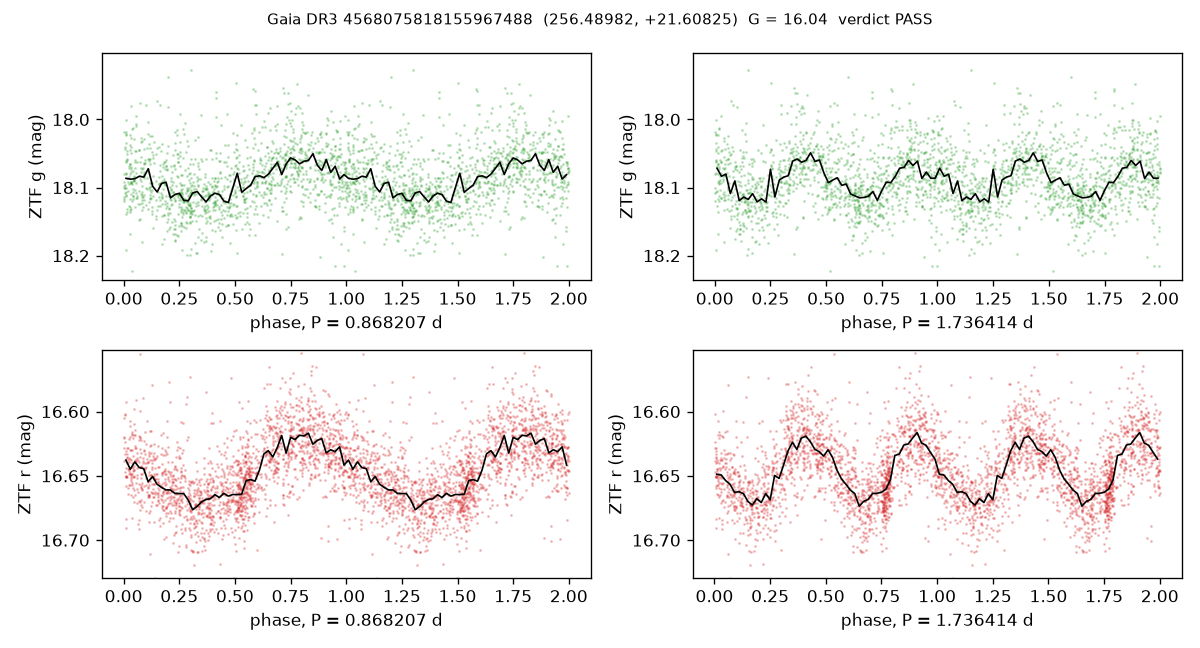 Gaia DR3 4568075818155967488 (256.48982, +21.60825) G = 16.04 verdict PASS
ZTF g (mag)
18.0
18.1
18.2
0.00 0.25 0.50 0.75 1.00 1.25 1.50 1.75 2.00
phase, P = 0.868207 d
ZTF g (mag)
18.0
18.1
18.2
0.00 0.25 0.50 0.75 1.00 1.25 1.50 1.75 2.00
phase, P = 1.736414 d
ZTF r (mag)
16.60
16.65
16.70
0.00 0.25 0.50 0.75 1.00 1.25 1.50 1.75 2.00
phase, P = 0.868207 d
ZTF r (mag)
16.60
16.65
16.70
0.00 0.25 0.50 0.75 1.00 1.25 1.50 1.75 2.00
phase, P = 1.736414 d